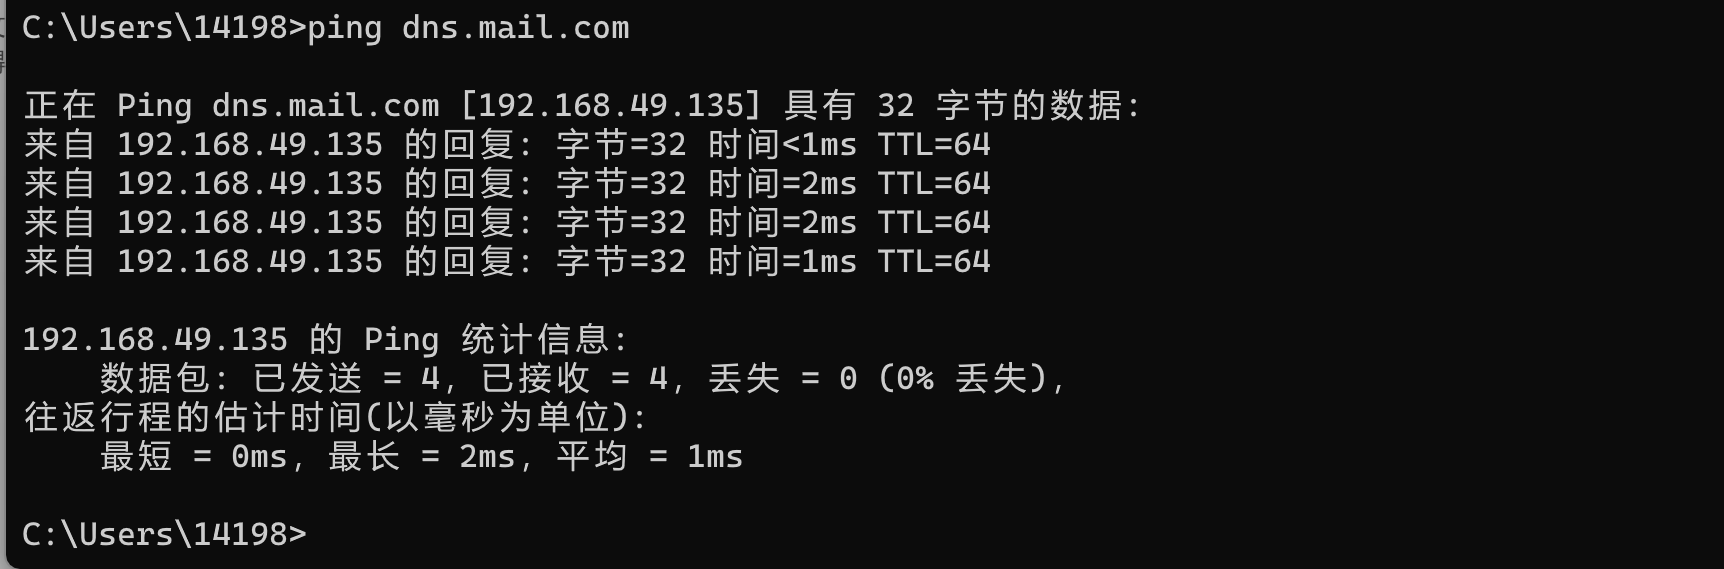 C:\Users\14198>ping dns.mail.com
正在 Ping dns.mail.com [192.168.49.135] 具有 32 字节的数据:
来自 192.168.49.135 的回复: 字节=32 时间<1ms TTL=64
来自 192.168.49.135 的回复: 字节=32 时间=2ms TTL=64
来自 192.168.49.135 的回复: 字节=32 时间=2ms TTL=64
来自 192.168.49.135 的回复: 字节=32 时间=1ms TTL=64
192.168.49.135 的 Ping 统计信息:
    数据包: 已发送 = 4, 已接收 = 4, 丢失 = 0 (0% 丢失),
往返行程的估计时间(以毫秒为单位):
    最短 = 0ms, 最长 = 2ms, 平均 = 1ms
C:\Users\14198>